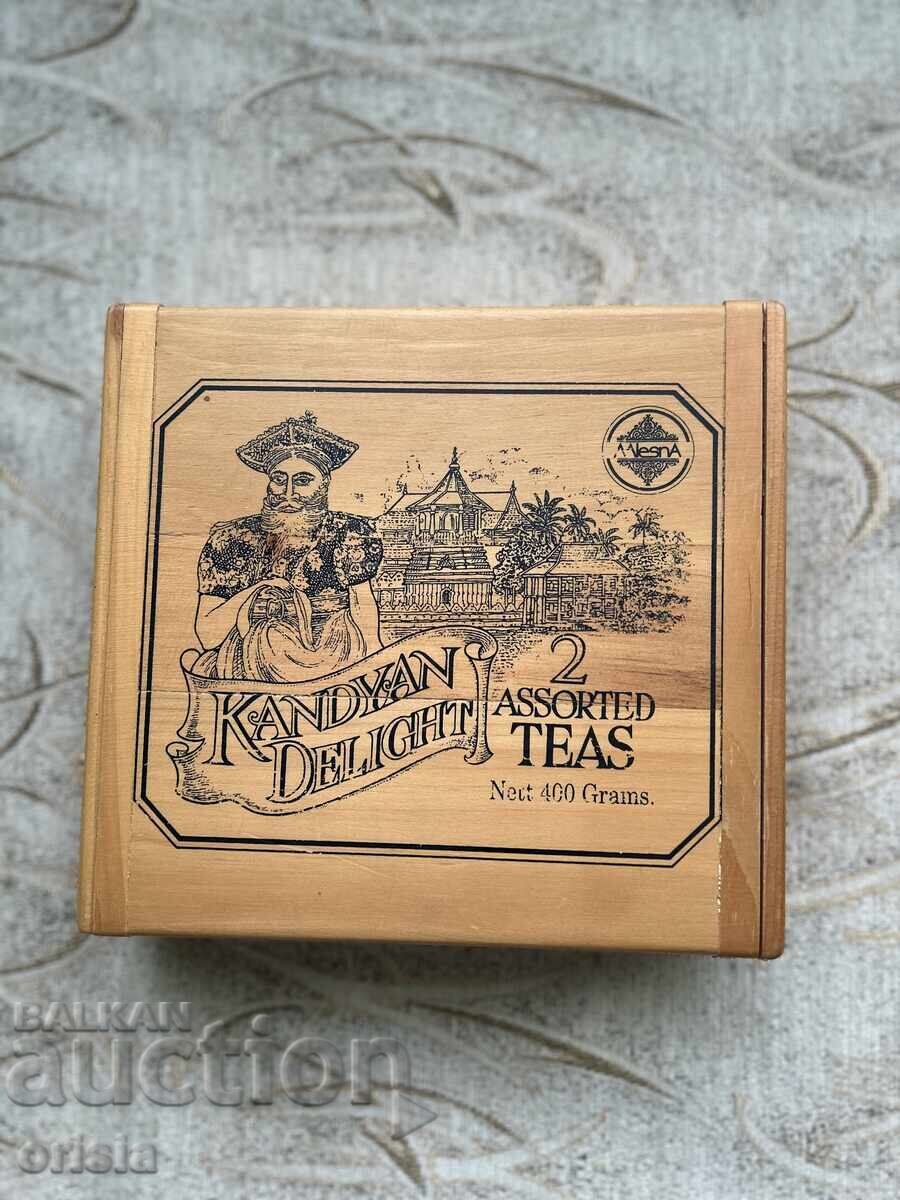 MlesnA
KANDYAN
DELIGHT
2
ASSORTED
TEAS
Nett 400 Grams.
BALKAN
auction
orisia